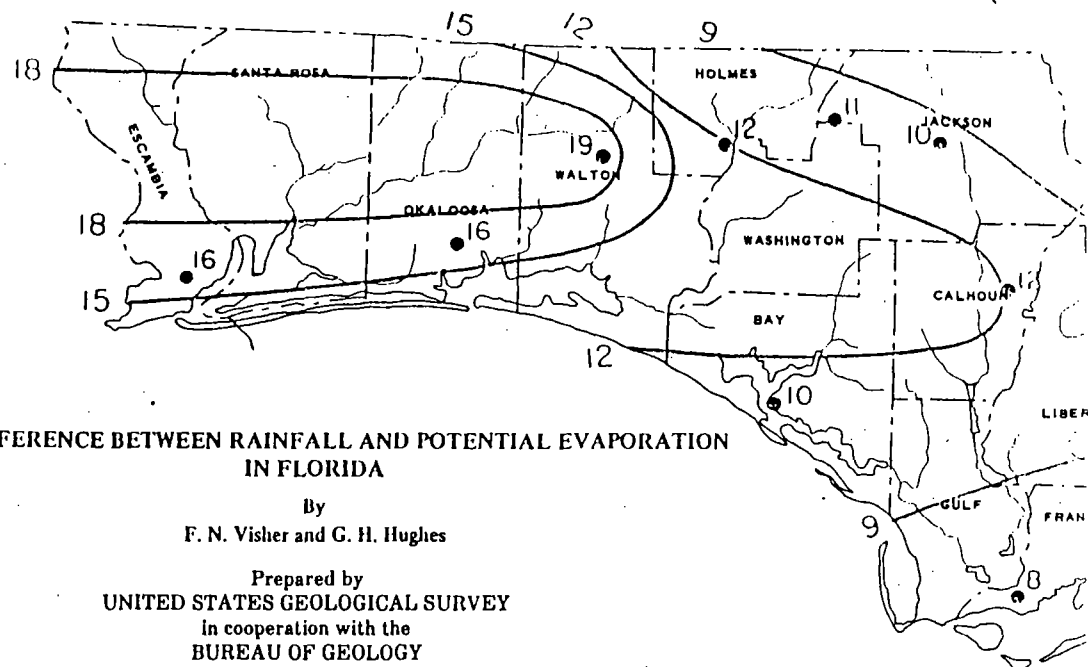 15 12 9
18 SANTA ROSA HOLMES
11
ESCAMBIA 12 10 JACKSON
19
WALTON
18 OKALOOSA
16 16 WASHINGTON
15 CALHOUN
BAY
12
10
LIBER
FERENCE BETWEEN RAINFALL AND POTENTIAL EVAPORATION
IN FLORIDA
By
F. N. Visher and G. H. Hughes
9 GULF FRAN
Prepared by
UNITED STATES GEOLOGICAL SURVEY
in cooperation with the
BUREAU OF GEOLOGY
8